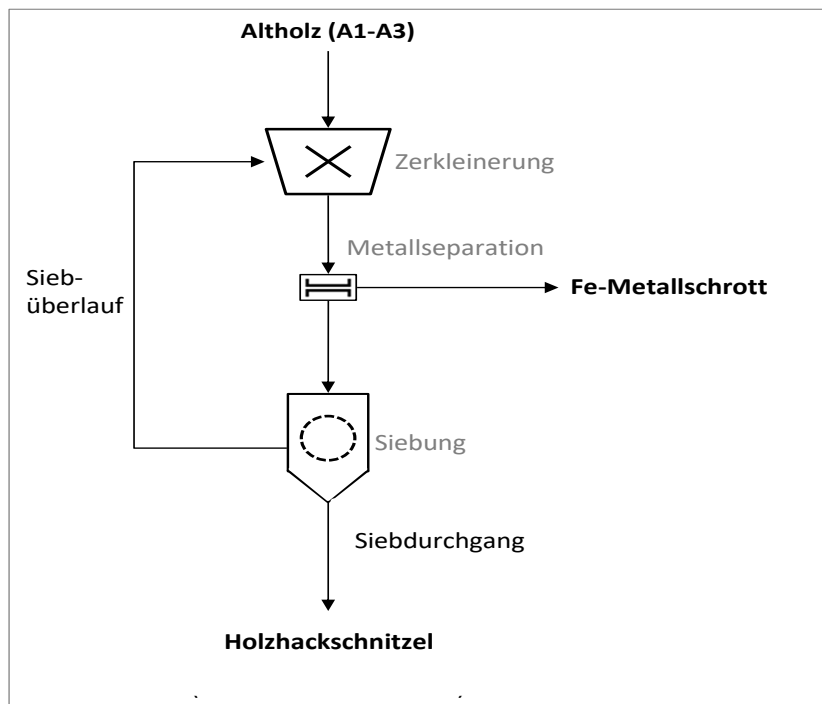 Altholz (A1-A3)
Zerkleinerung
Metallseparation
Sieb-
überlauf
Fe-Metallschrott
Siebung
Siebdurchgang
Holzhackschnitzel